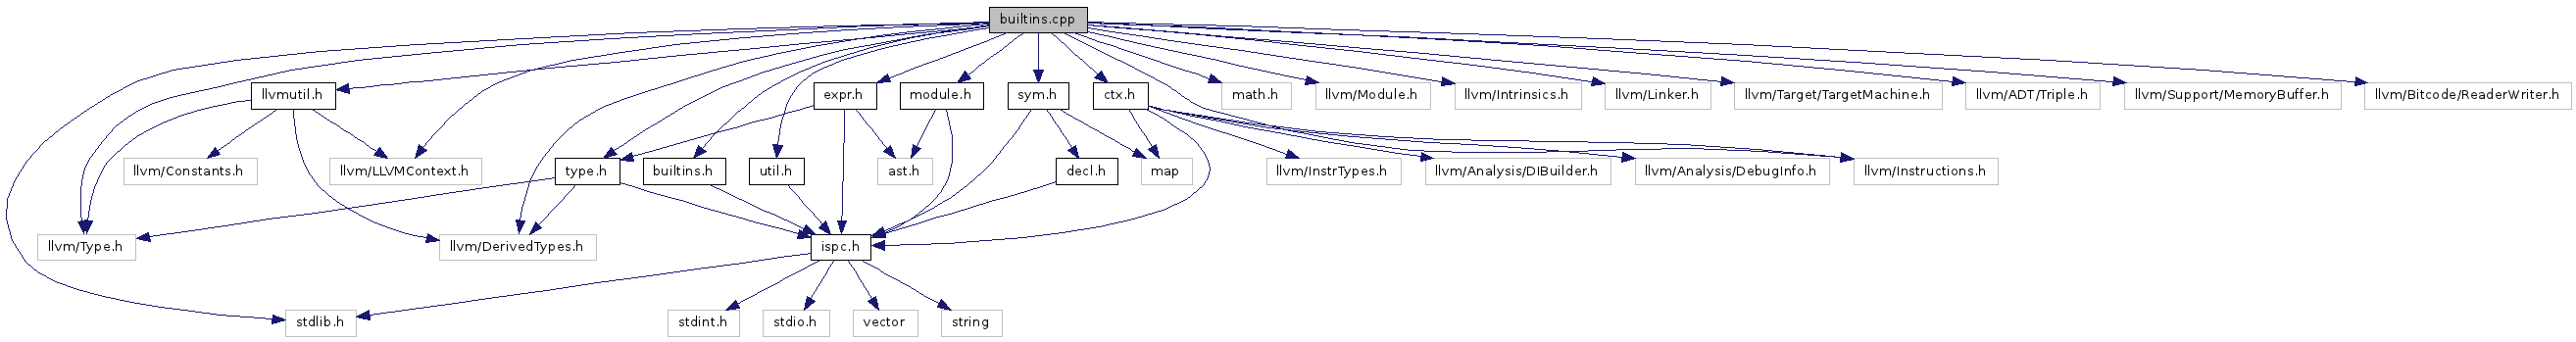 builtins.cpp
llvmutil.h
expr.h
module.h
sym.h
ctx.h
math.h
llvm/Module.h
llvm/Intrinsics.h
llvm/Linker.h
llvm/Target/TargetMachine.h
llvm/ADT/Triple.h
llvm/Support/MemoryBuffer.h
llvm/Bitcode/ReaderWriter.h
llvm/Constants.h
llvm/LLVMContext.h
type.h
builtins.h
util.h
ast.h
decl.h
map
llvm/InstrTypes.h
llvm/Analysis/DIBuilder.h
llvm/Analysis/DebugInfo.h
llvm/Instructions.h
llvm/Type.h
llvm/DerivedTypes.h
ispc.h
stdlib.h
stdint.h
stdio.h
vector
string